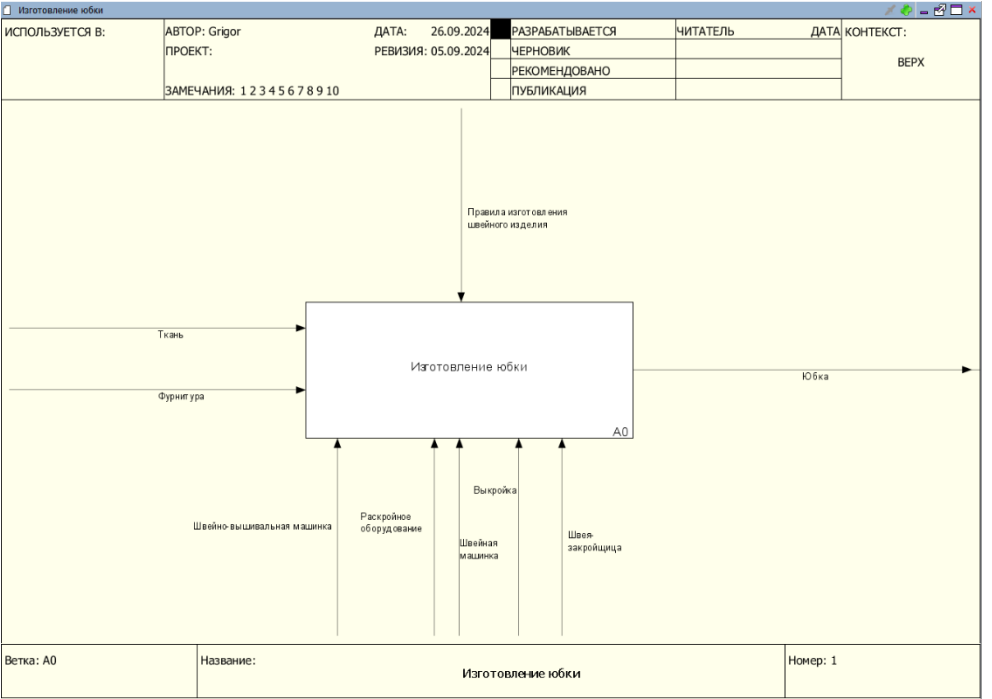 Изготовление юбки
ИСПОЛЬЗУЕТСЯ В:
АВТОР: Grigor
ДАТА: 26.09.2024
РАЗРАБАТЫВАЕТСЯ
ЧИТАТЕЛЬ
ДАТА
КОНТЕКСТ:
ПРОЕКТ:
РЕВИЗИЯ: 05.09.2024
ЧЕРНОВИК
ВЕРХ
РЕКОМЕНДОВАНО
ЗАМЕЧАНИЯ: 1 2 3 4 5 6 7 8 9 10
ПУБЛИКАЦИЯ
Правила изготовления
швейного изделия
Ткань
Изготовление юбки
Юбка
Фурнитура
A0
Выкройка
Швейно-вышивальная машинка
Раскройное
оборудование
Швейная
машинка
Швея-
закройщица
Ветка: A0
Название:
Изготовление юбки
Номер: 1